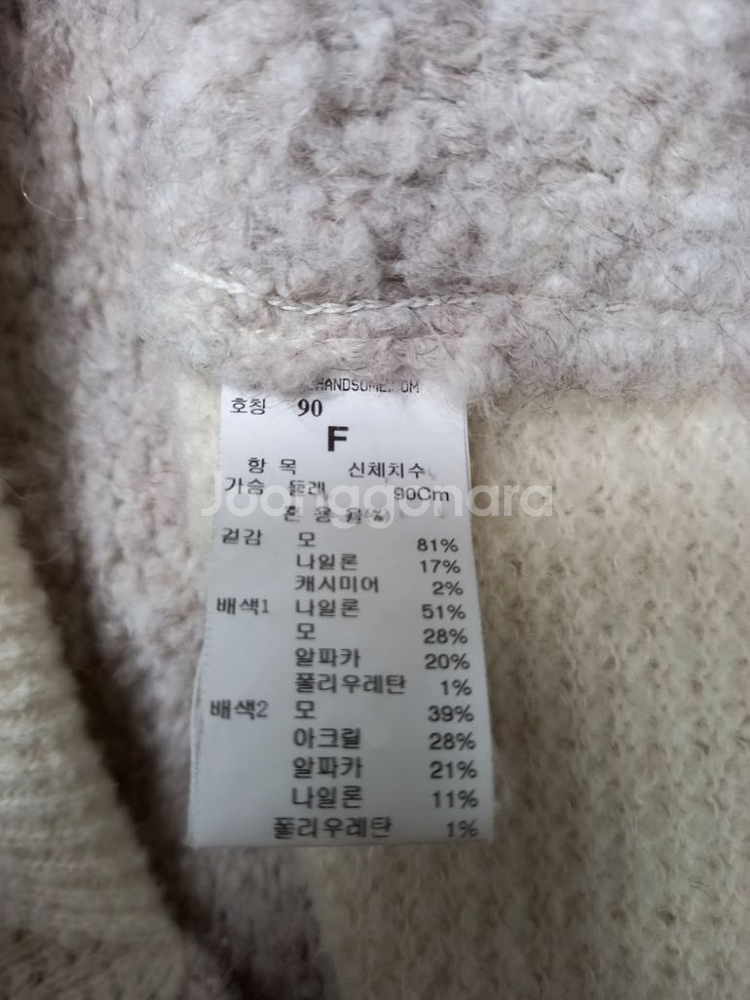 HANDSOME.COM
호칭 90
F
항 목 신체치수
가슴 둘레 90Cm
Joonggonara
혼 용 율(%)
겉감 모 81%
나일론 17%
캐시미어 2%
배색1 나일론 51%
모 28%
알파카 20%
폴리우레탄 1%
배색2 모 39%
아크릴 28%
알파카 21%
나일론 11%
폴리우레탄 1%